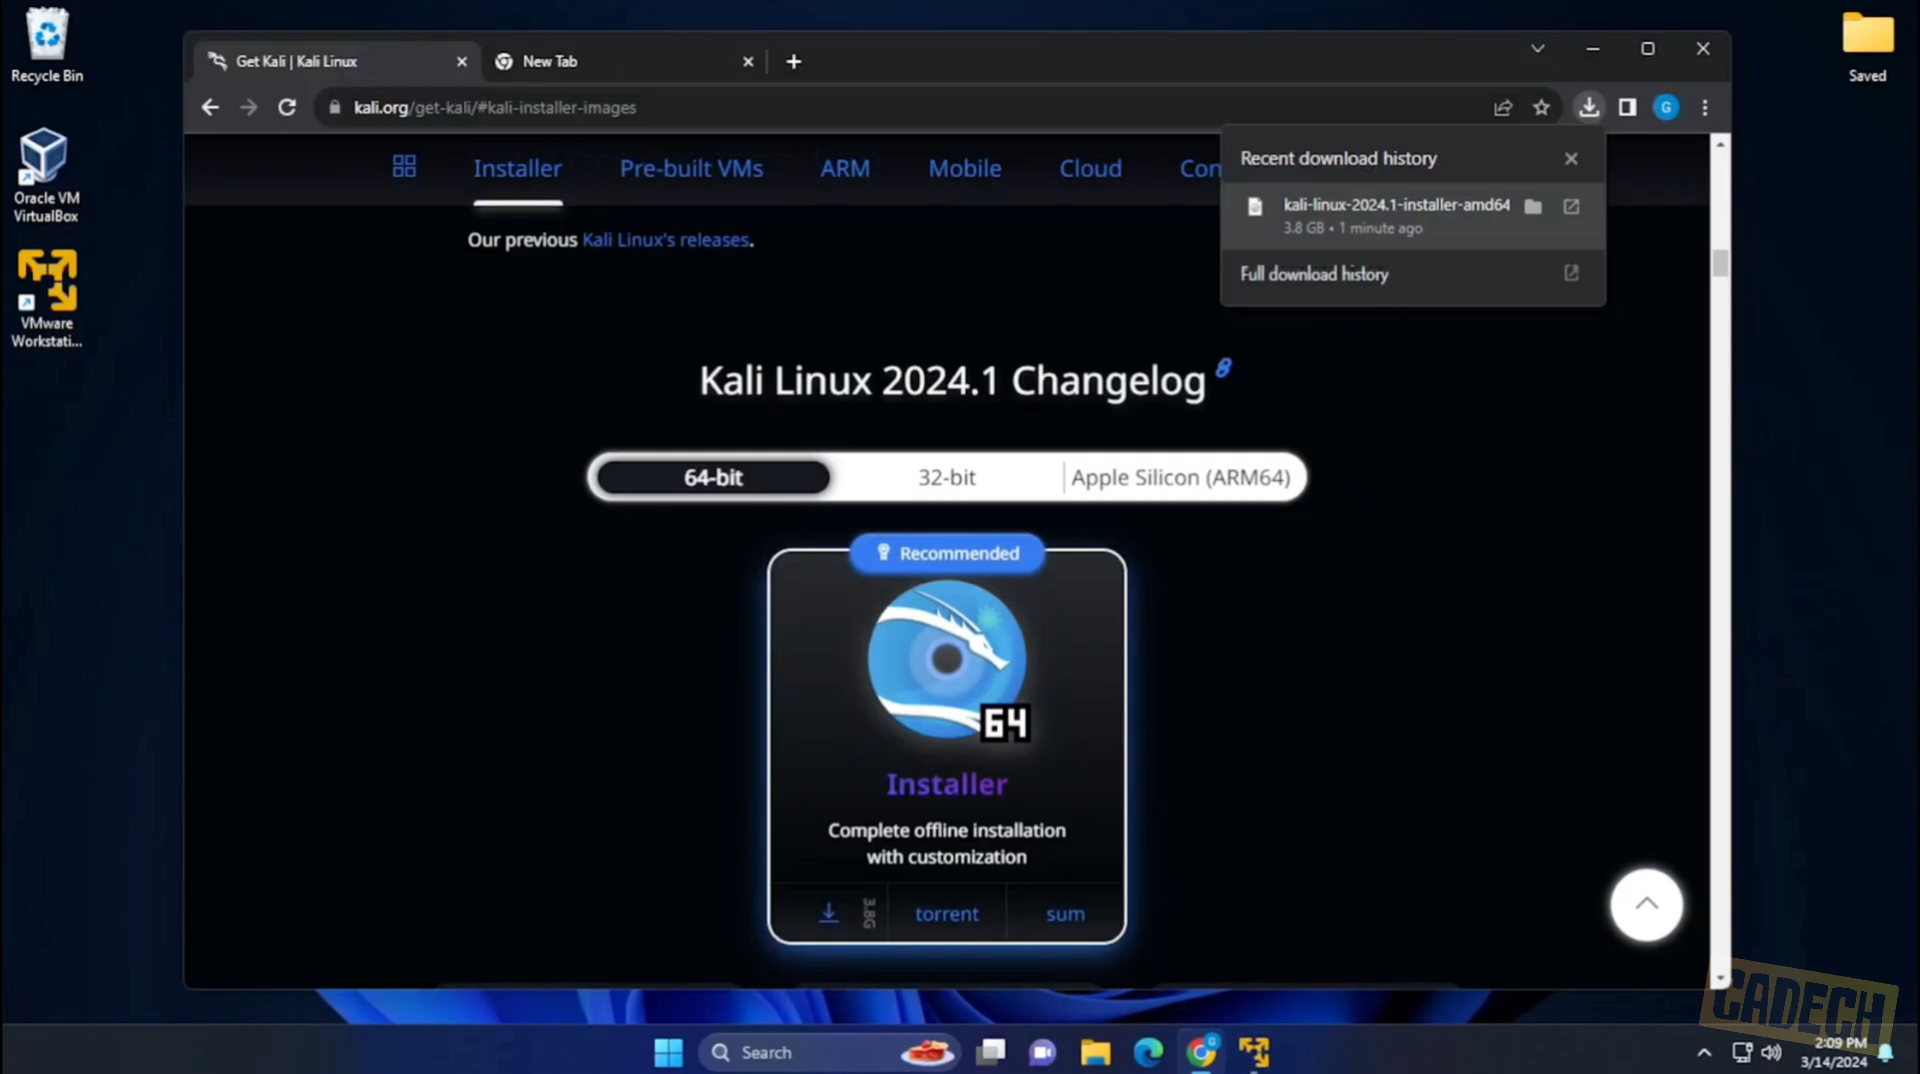 Recycle Bin
Oracle VM
VirtualBox
VMware
Workstati...
Saved
Get Kali | Kali Linux
New Tab
kali.org/get-kali/#kali-installer-images
G
Installer
Pre-built VMs
ARM
Mobile
Cloud
Con
Recent download history
kali-linux-2024.1-installer-amd64
3.8 GB • 1 minute ago
Full download history
Our previous Kali Linux's releases.
Kali Linux 2024.1 Changelog
64-bit
32-bit
Apple Silicon (ARM64)
Recommended
64
Installer
Complete offline installation
with customization
3.8G
torrent
sum
CADECH
Search
G
2:09 PM
3/14/2024